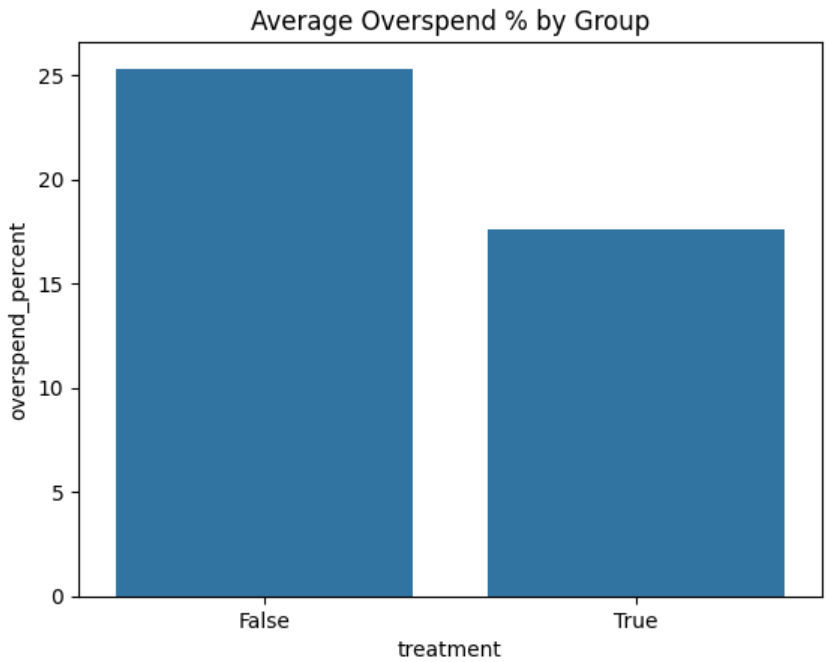 Average Overspend % by Group
overspend_percent
25
20
15
10
5
0
False
True
treatment